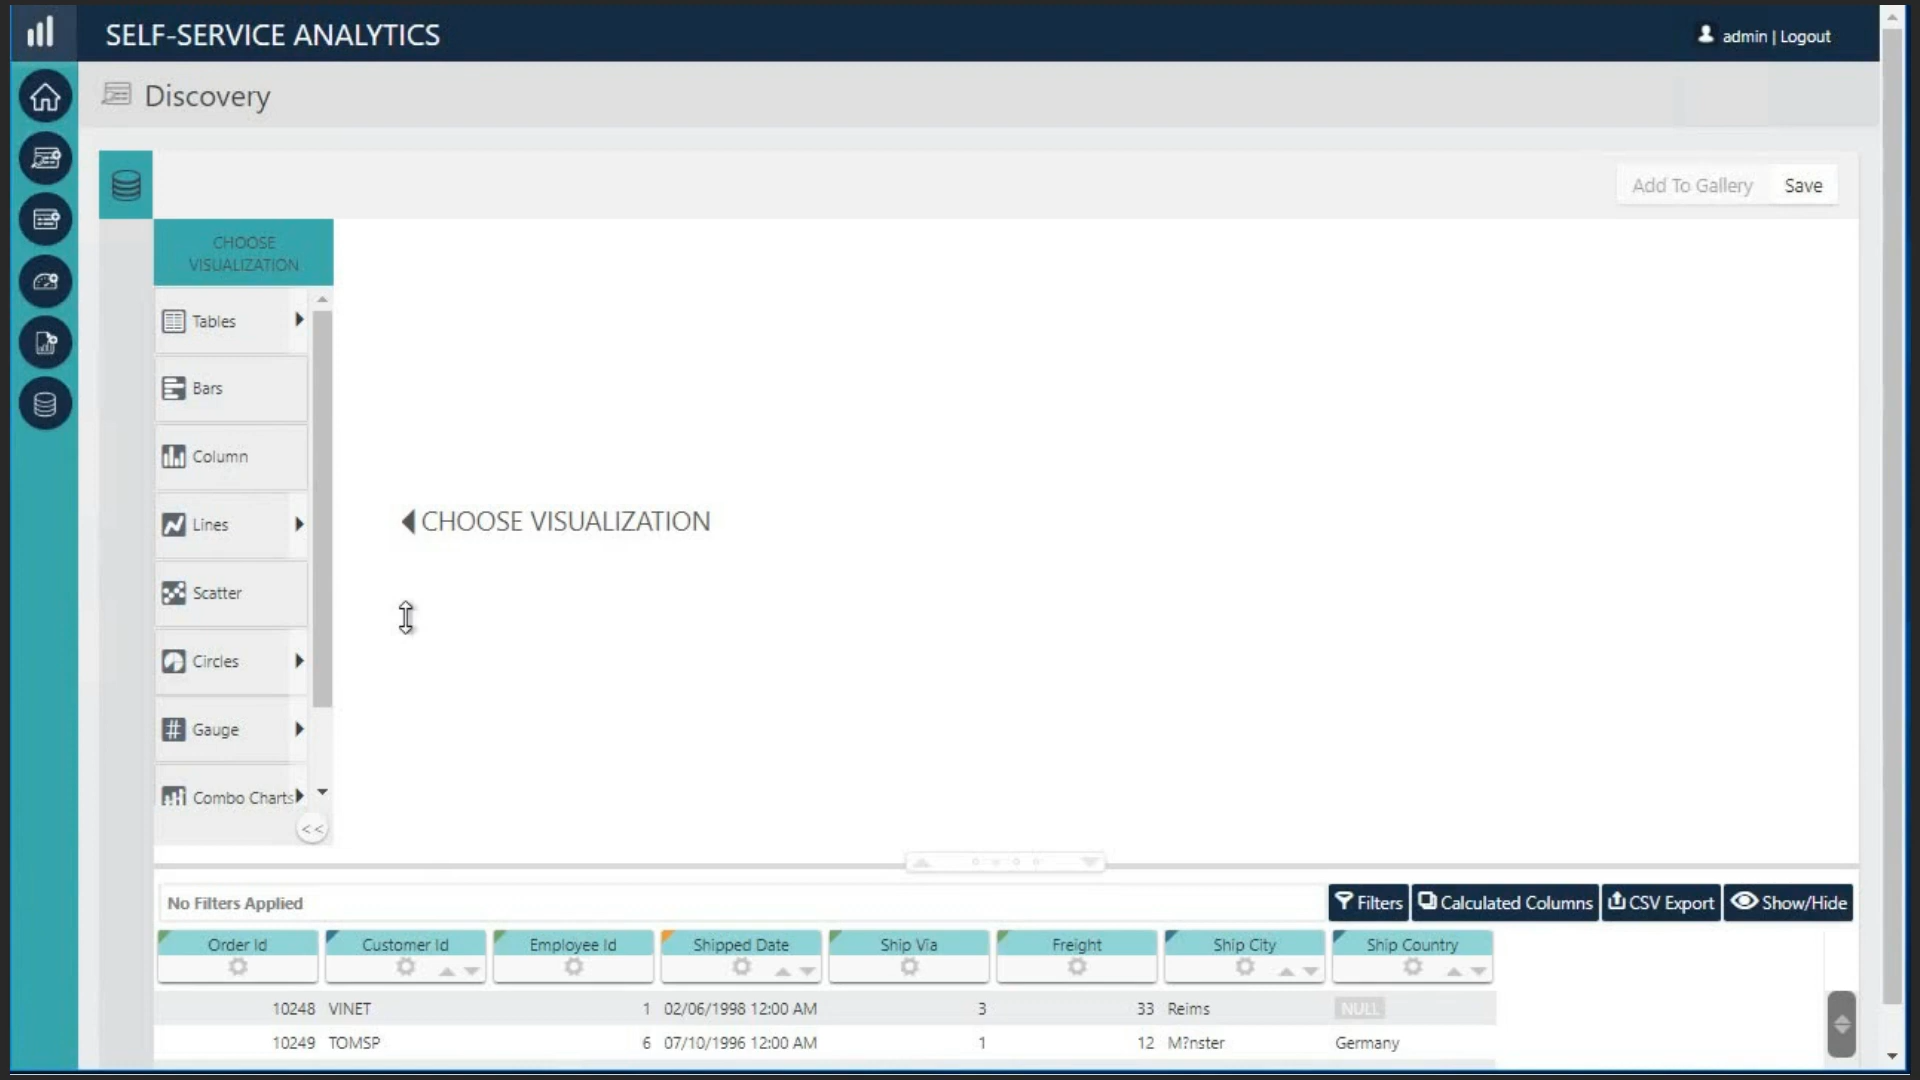 SELF-SERVICE ANALYTICS
admin | Logout
Discovery
Add To Gallery
Save
CHOOSE
VISUALIZATION
Tables
Bars
Column
Lines
Scatter
Circles
# Gauge
Combo Charts
<<
CHOOSE VISUALIZATION
No Filters Applied
Filters
Calculated Columns
CSV Export
Show/Hide
Order Id Customer Id Employee Id Shipped Date Ship Via Freight Ship City Ship Country
10248 VINET 1 02/06/1998 12:00 AM 3 33 Reims NULL
10249 TOMSP 6 07/10/1996 12:00 AM 1 12 M?nster Germany